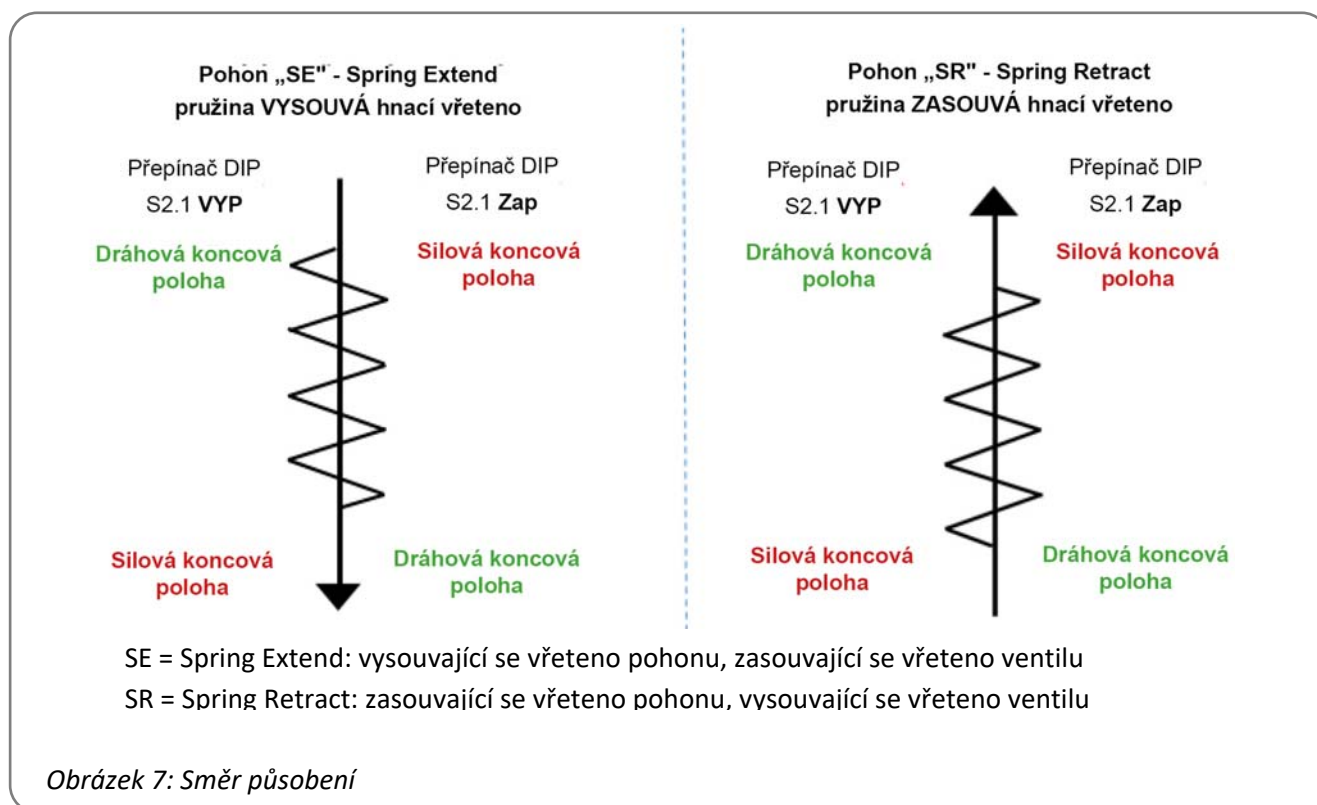 Pohon „SE" - Spring Extend
pružina VYSOUVÁ hnací vřeteno
Přepínač DIP
S2.1 VYP
Dráhová koncová
poloha
Přepínač DIP
S2.1 Zap
Silová koncová
poloha
Silová koncová
poloha
Dráhová koncová
poloha
Pohon „SR" - Spring Retract
pružina ZASOUVÁ hnací vřeteno
Přepínač DIP
S2.1 VYP
Dráhová koncová
poloha
Přepínač DIP
S2.1 Zap
Silová koncová
poloha
Silová koncová
poloha
Dráhová koncová
poloha
SE = Spring Extend: vysouvající se vřeteno pohonu, zasouvající se vřeteno ventilu
SR = Spring Retract: zasouvající se vřeteno pohonu, vysouvající se vřeteno ventilu
Obrázek 7: Směr působení